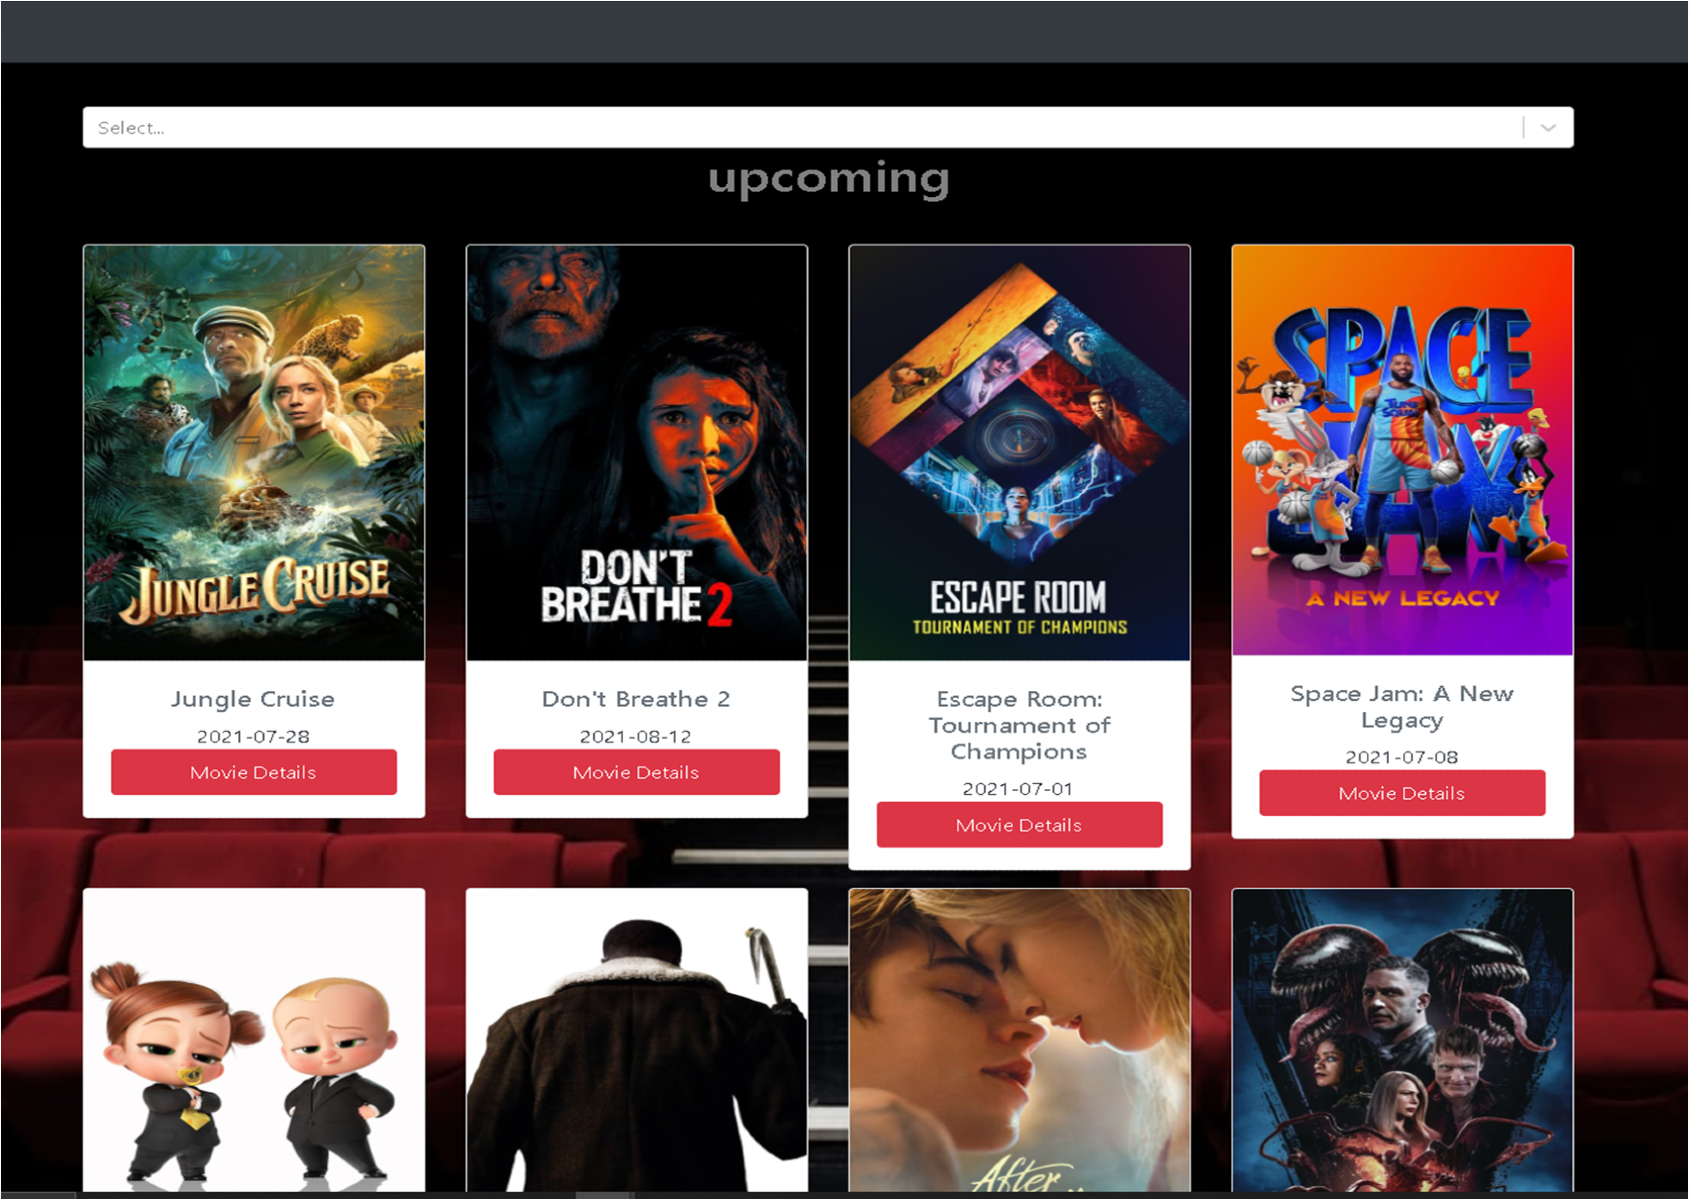 Select...
upcoming
JUNGLE CRUISE
DON'T
BREATHE 2
ESCAPE ROOM
TOURNAMENT OF CHAMPIONS
SPACE
JAM
TUNE
SQUAD
A NEW LEGACY
Jungle Cruise
2021-07-28
Movie Details
Don't Breathe 2
2021-08-12
Movie Details
Escape Room:
Tournament of
Champions
2021-07-01
Movie Details
Space Jam: A New
Legacy
2021-07-08
Movie Details
After